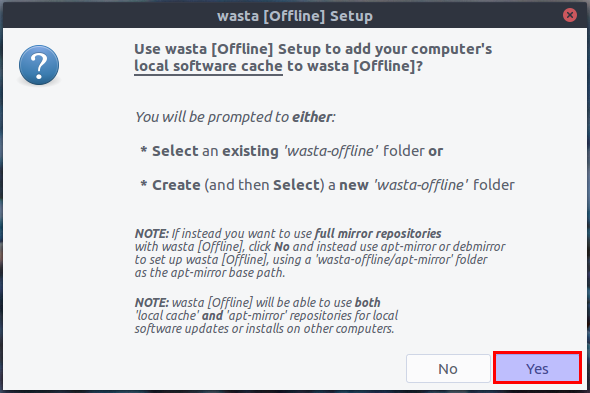 wasta [Offline] Setup
Use wasta [Offline] Setup to add your computer's
local software cache to wasta [Offline]?
You will be prompted to either:
* Select an existing 'wasta-offline' folder or
* Create (and then Select) a new 'wasta-offline' folder
NOTE: If instead you want to use full mirror repositories
with wasta [Offline], click No and instead use apt-mirror or debmirror
to set up wasta [Offline], using a 'wasta-offline/apt-mirror' folder
as the apt-mirror base path.
NOTE: wasta [Offline] will be able to use both
'local cache' and 'apt-mirror' repositories for local
software updates or installs on other computers.
No
Yes